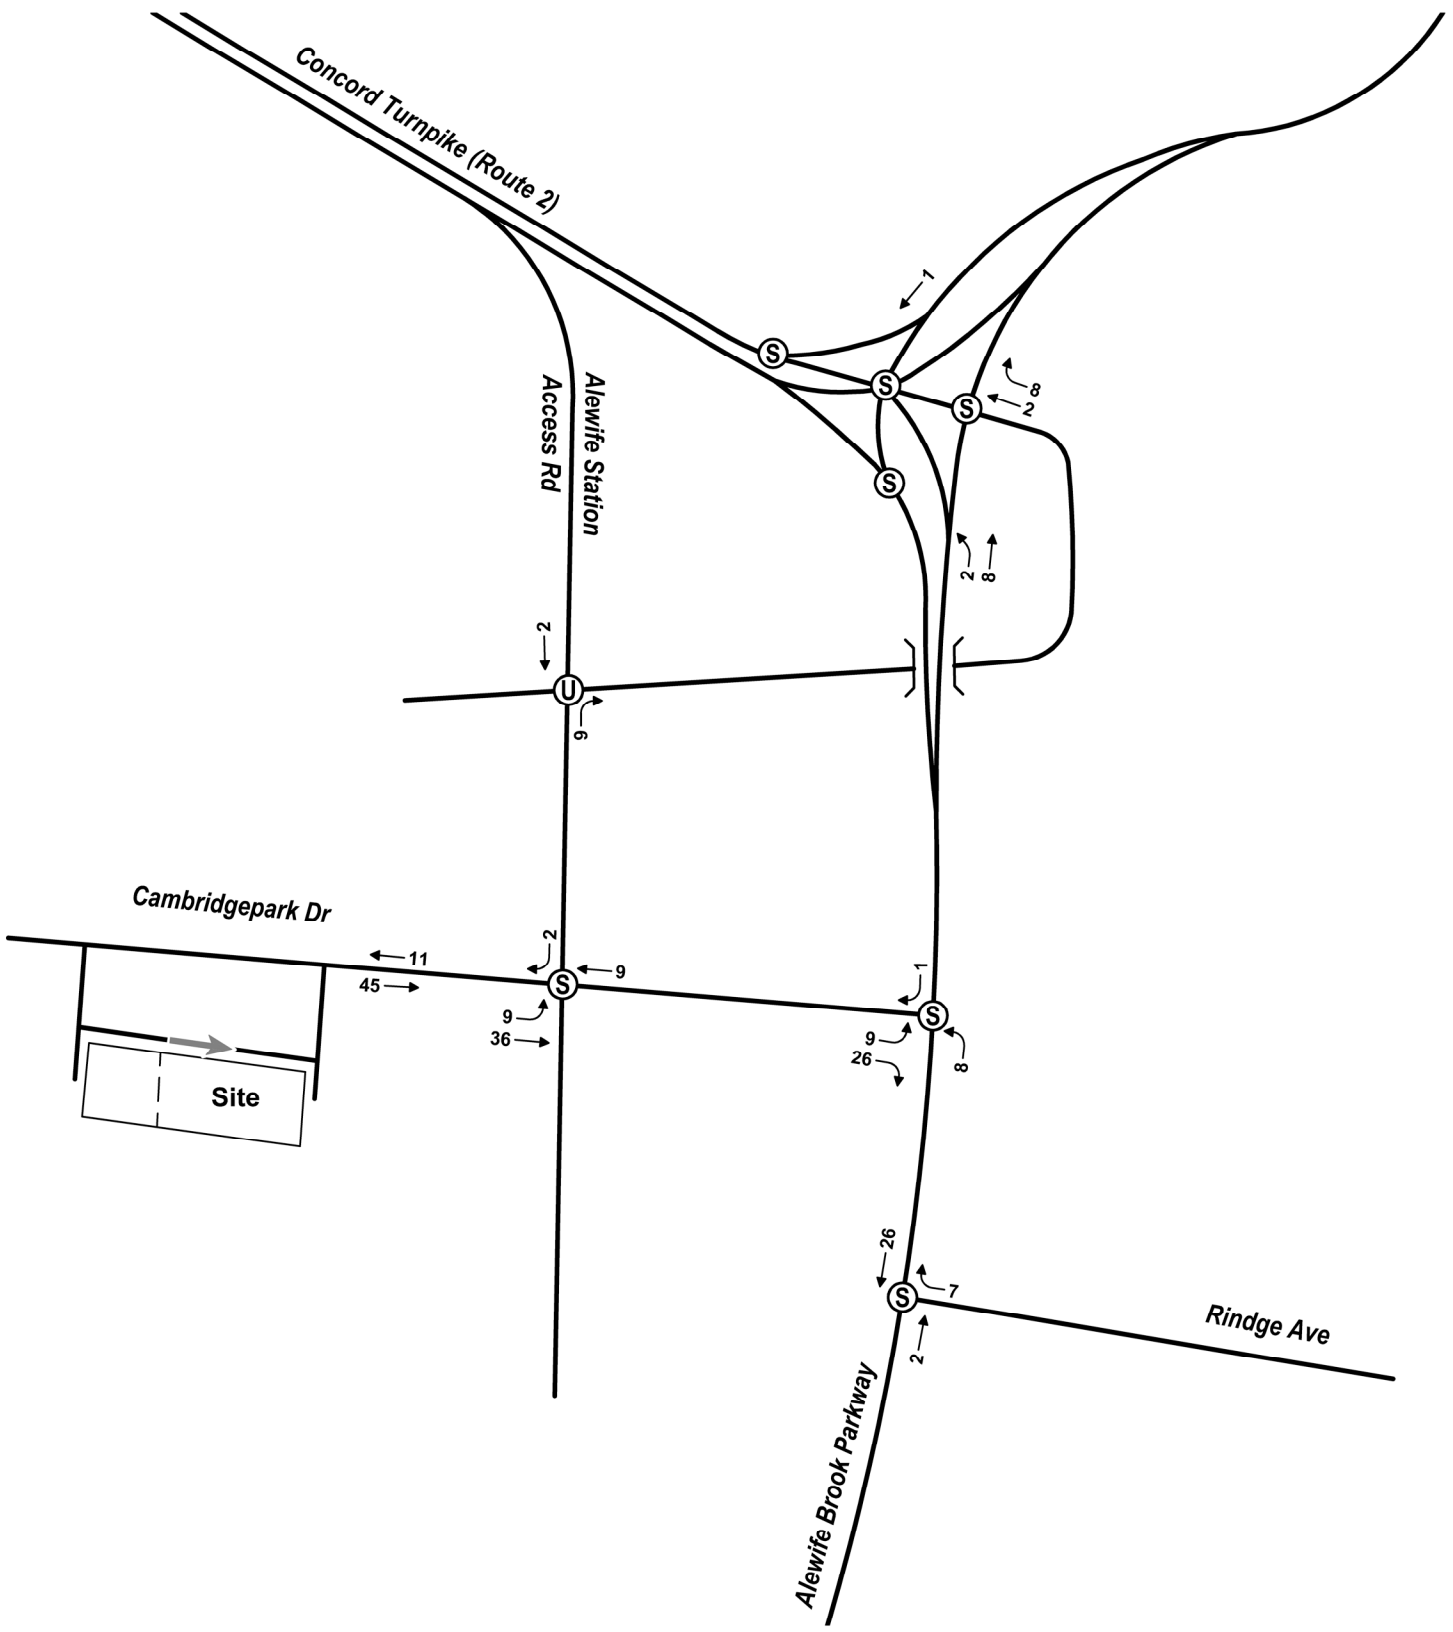 Concord Turnpike (Route 2)
1
S
S
S
8
2
Alewife Station
Access Rd
S
2
8
2
U
9
Cambridgepark Dr
2
11
9
1
45
S
9
S
9
36
26
8
Site
26
7
S
2
Rindge Ave
Alewife Brook Parkway